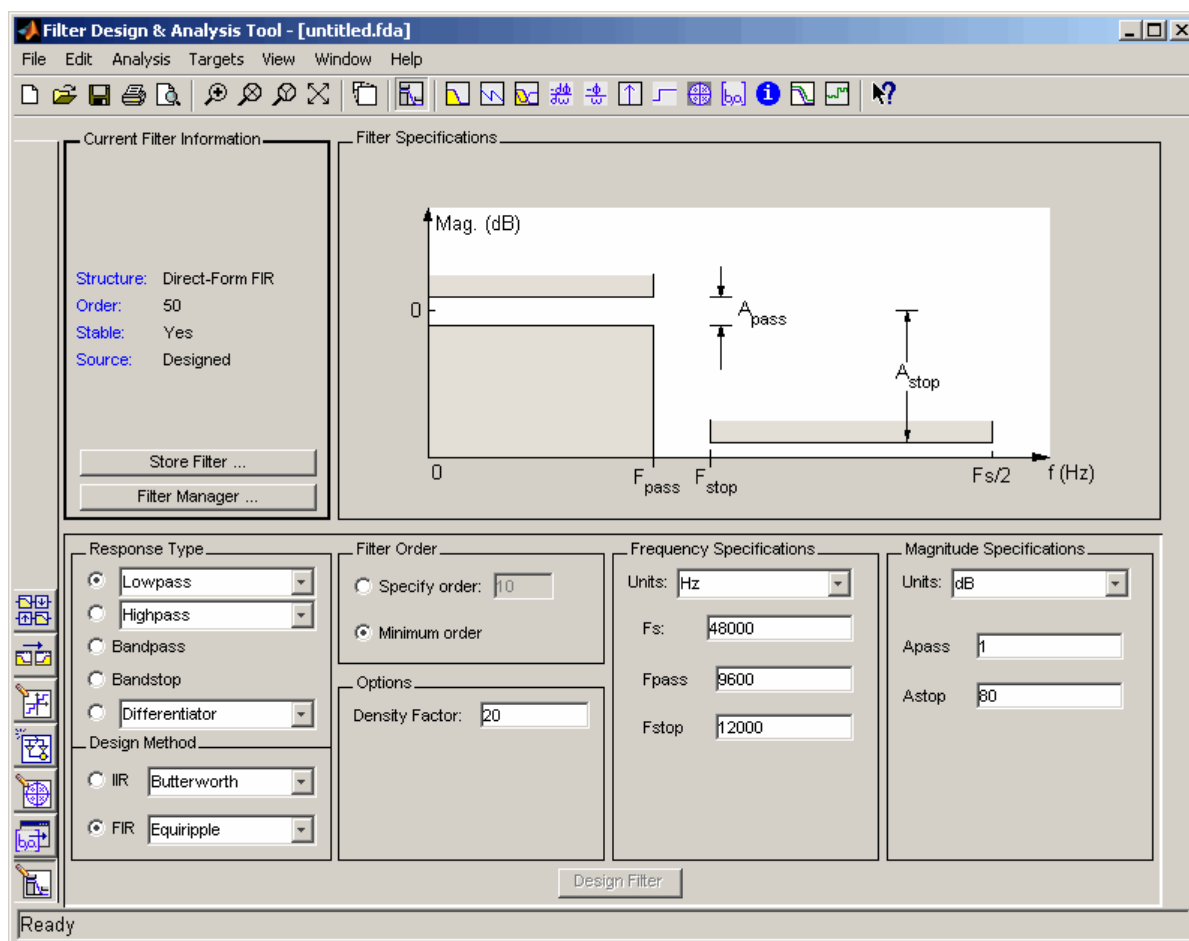 Filter Design & Analysis Tool - [untitled.fda]
File Edit Analysis Targets View Window Help
Current Filter Information
Structure: Direct-Form FIR
Order: 50
Stable: Yes
Source: Designed
Store Filter ...
Filter Manager ...
Filter Specifications
Mag. (dB)
0
Apass
Astop
0
Fpass
Fstop
Fs/2
f (Hz)
Response Type
Lowpass
Highpass
Bandpass
Bandstop
Differentiator
Design Method
IIR Butterworth
FIR Equiripple
Filter Order
Specify order: 10
Minimum order
Options
Density Factor: 20
Frequency Specifications
Units: Hz
Fs: 48000
Fpass 9600
Fstop 12000
Magnitude Specifications
Units: dB
Apass 1
Astop 80
Design Filter
Ready